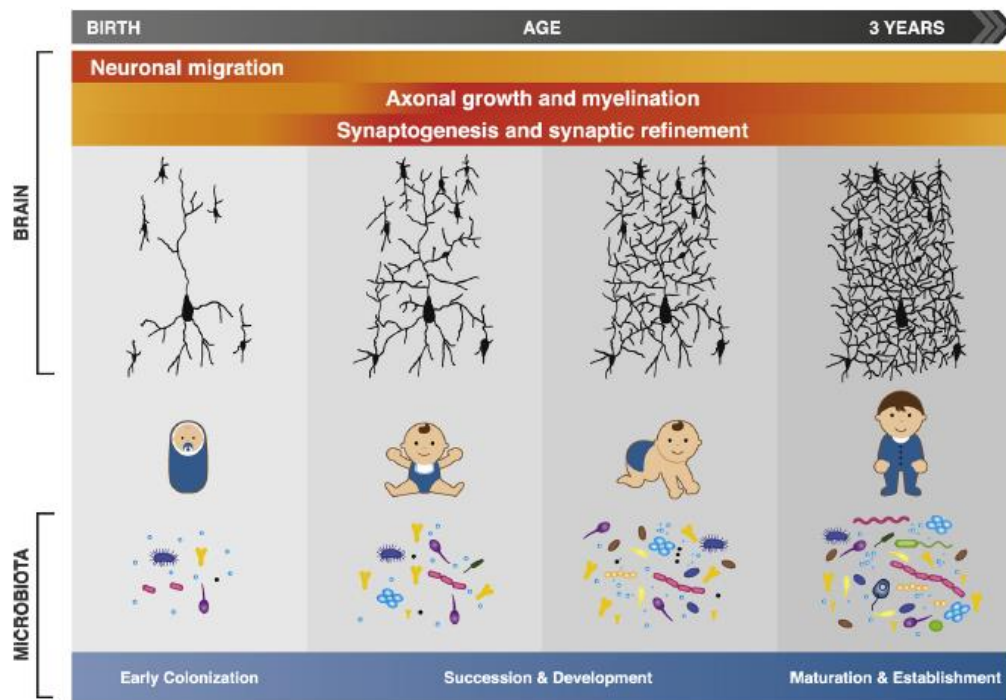 BIRTH AGE 3 YEARS
Neuronal migration
Axonal growth and myelination
Synaptogenesis and synaptic refinement
BRAIN
MICROBIOTA
Early Colonization Succession & Development Maturation & Establishment